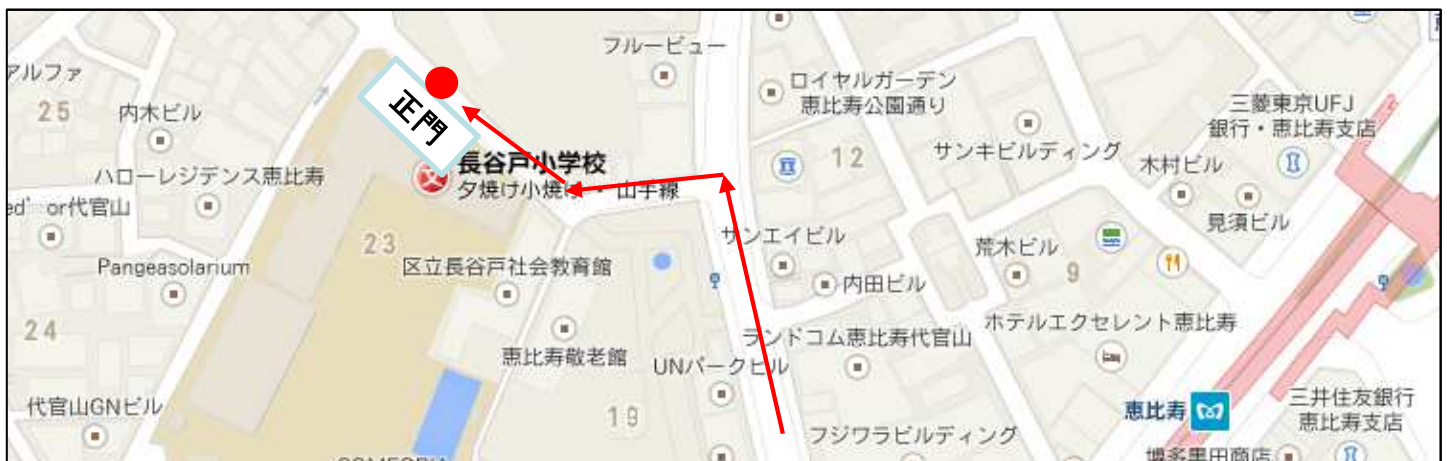 フルービュー
アルファ
25
内木ビル
正門
ロイヤルガーデン
恵比寿公園通り
三菱東京UFJ
銀行・恵比寿支店
12
サンキビルディング
木村ビル
見須ビル
長谷戸小学校
夕焼け小焼け・山手線
ハローレジデンス恵比寿
ed' or代官山
23
Pangeasolarium
区立長谷戸社会教育館
サンエイビル
内田ビル
荒木ビル
9
24
恵比寿敬老館
UNパークビル
ランドコム恵比寿代官山
ホテルエクセレント恵比寿
代官山GNビル
19
フジワラビルディング
恵比寿
三井住友銀行
恵比寿支店
博多黒田商店